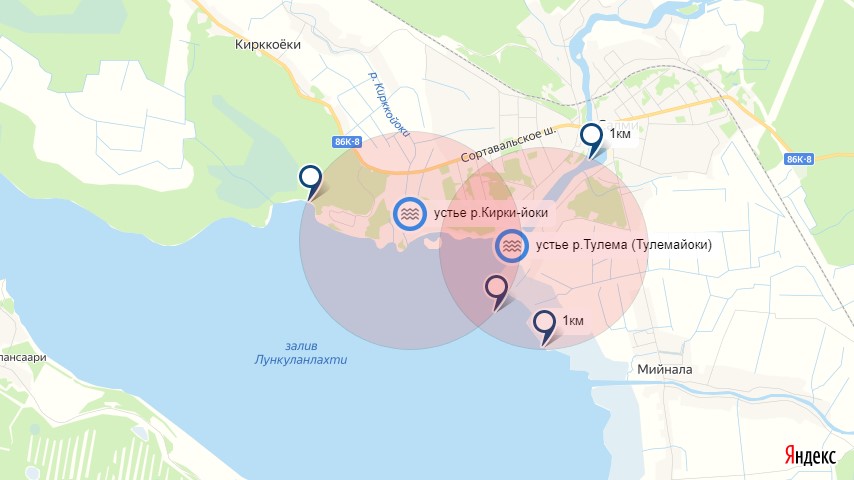 Кирккоёки
р. Кирккойоки
86К-8
Сортавальское ш.
1км
86К-8
устье р.Кирки-йоки
устье р.Тулема (Тулемайоки)
1км
залив
Лункуланлахти
лансаари
Мийнала
Яндекс